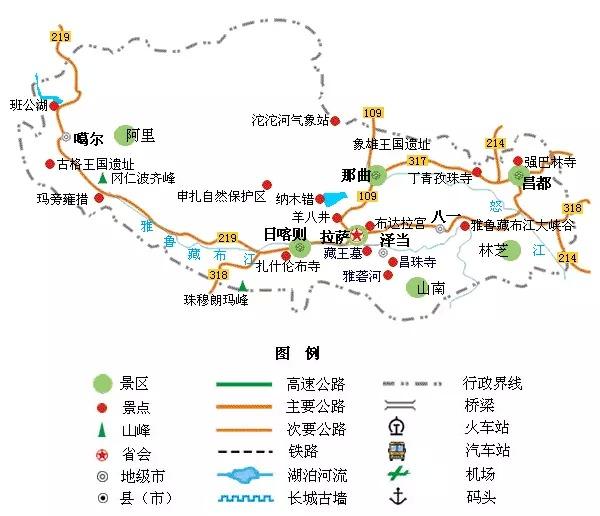 219
班公湖
噶尔
阿里
古格王国遗址
冈仁波齐峰
玛旁雍措
沱沱河气象站
109
象雄王国遗址
214
那曲
317
强巴林寺
丁青孜珠寺
昌都
申扎自然保护区
纳木错
109
羊八井
布达拉宫
八一
怒
318
雅鲁藏布江大峡谷
雅
鲁
藏
布
江
219
日喀则
拉萨
泽当
藏王墓
林芝
江
扎什伦布寺
昌珠寺
214
318
雅砻河
山南
珠穆朗玛峰
图 例
景区
高速公路
行政界线
景点
主要公路
桥梁
山峰
次要公路
火车站
省会
铁路
汽车站
地级市
湖泊河流
机场
县（市）
长城古墙
码头